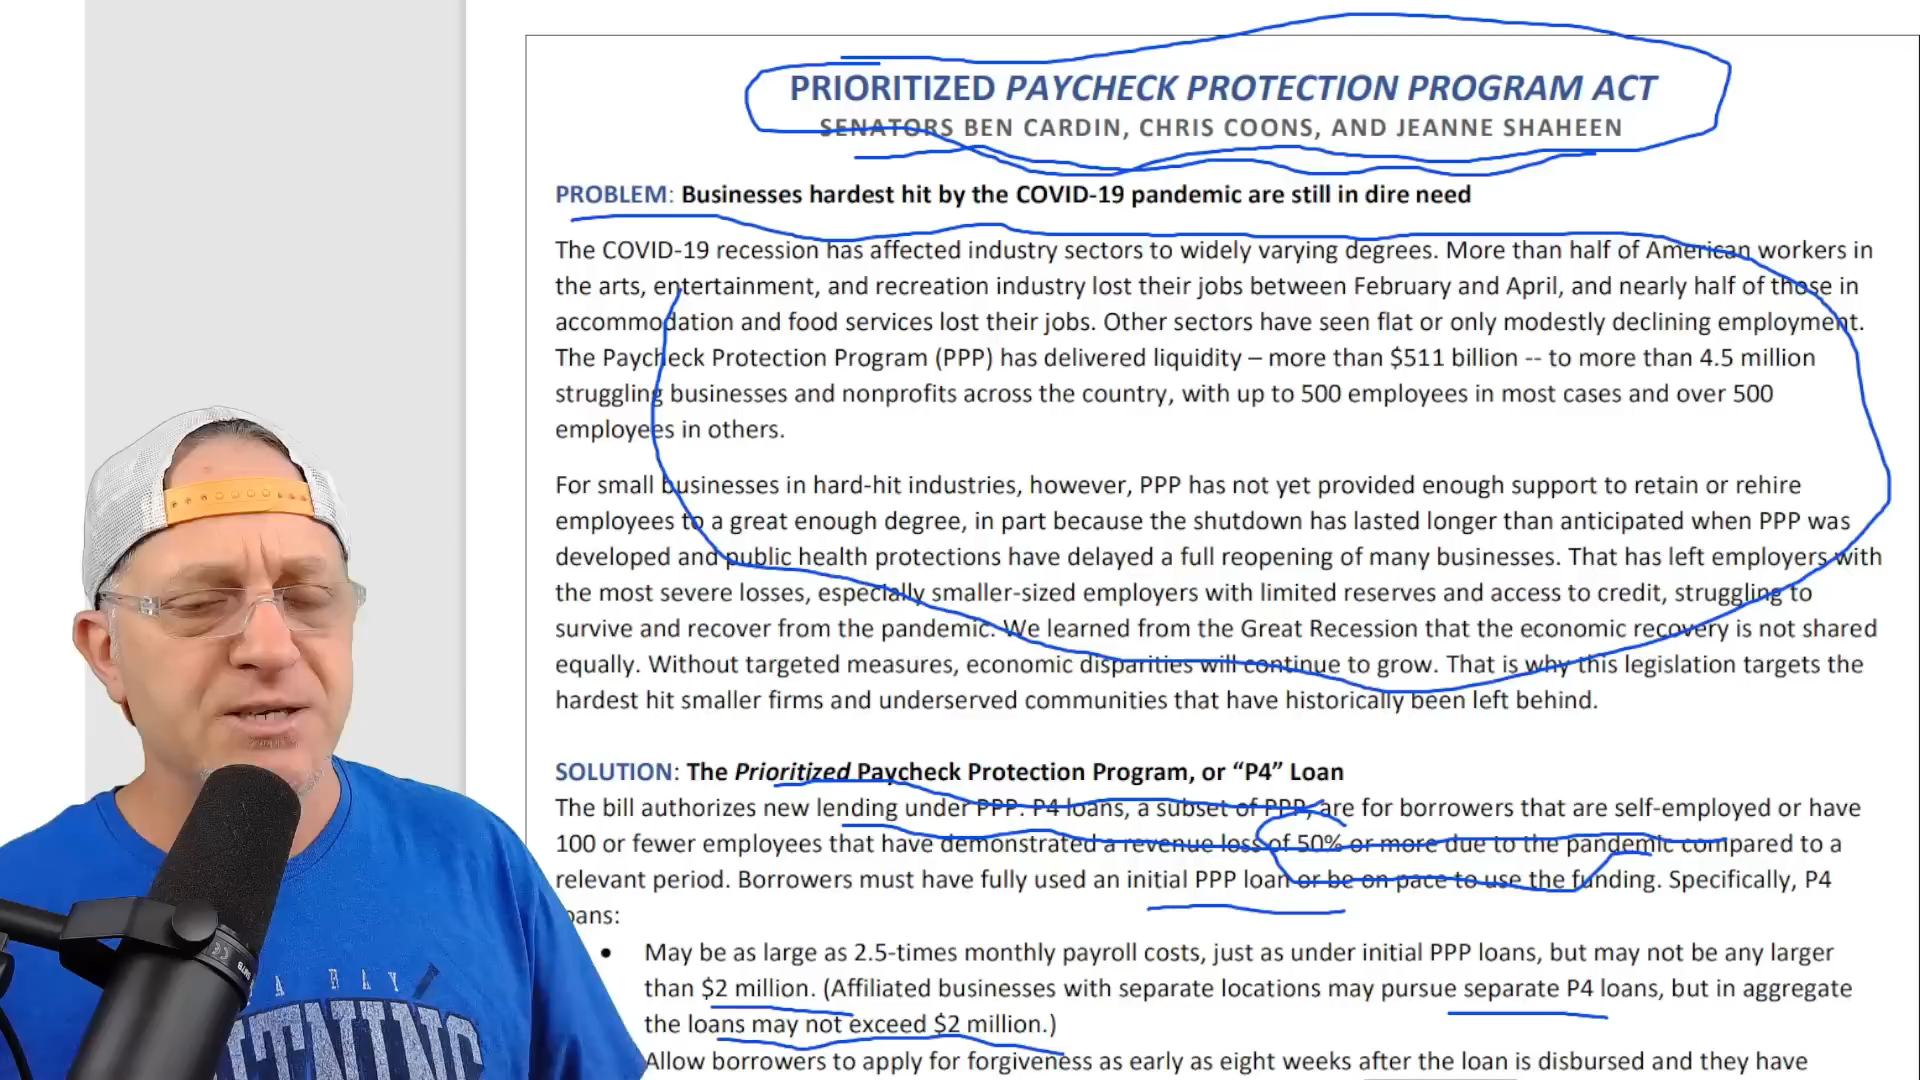 PRIORITIZED PAYCHECK PROTECTION PROGRAM ACT
SENATORS BEN CARDIN, CHRIS COONS, AND JEANNE SHAHEEN
PROBLEM: Businesses hardest hit by the COVID-19 pandemic are still in dire need
The COVID-19 recession has affected industry sectors to widely varying degrees. More than half of American workers in
the arts, entertainment, and recreation industry lost their jobs between February and April, and nearly half of those in
accommodation and food services lost their jobs. Other sectors have seen flat or only modestly declining employment.
The Paycheck Protection Program (PPP) has delivered liquidity – more than $511 billion -- to more than 4.5 million
struggling businesses and nonprofits across the country, with up to 500 employees in most cases and over 500
employees in others.
For small businesses in hard-hit industries, however, PPP has not yet provided enough support to retain or rehire
employees to a great enough degree, in part because the shutdown has lasted longer than anticipated when PPP was
developed and public health protections have delayed a full reopening of many businesses. That has left employers with
the most severe losses, especially smaller-sized employers with limited reserves and access to credit, struggling to
survive and recover from the pandemic. We learned from the Great Recession that the economic recovery is not shared
equally. Without targeted measures, economic disparities will continue to grow. That is why this legislation targets the
hardest hit smaller firms and underserved communities that have historically been left behind.
SOLUTION: The Prioritized Paycheck Protection Program, or “P4” Loan
The bill authorizes new lending under PPP. P4 loans, a subset of PPP, are for borrowers that are self-employed or have
100 or fewer employees that have demonstrated a revenue loss of 50% or more due to the pandemic compared to a
relevant period. Borrowers must have fully used an initial PPP loan or be on pace to use the funding. Specifically, P4
oans:
• May be as large as 2.5-times monthly payroll costs, just as under initial PPP loans, but may not be any larger
than $2 million. (Affiliated businesses with separate locations may pursue separate P4 loans, but in aggregate
the loans may not exceed $2 million.)
Allow borrowers to apply for forgiveness as early as eight weeks after the loan is disbursed and they have
A BAY
HTNING